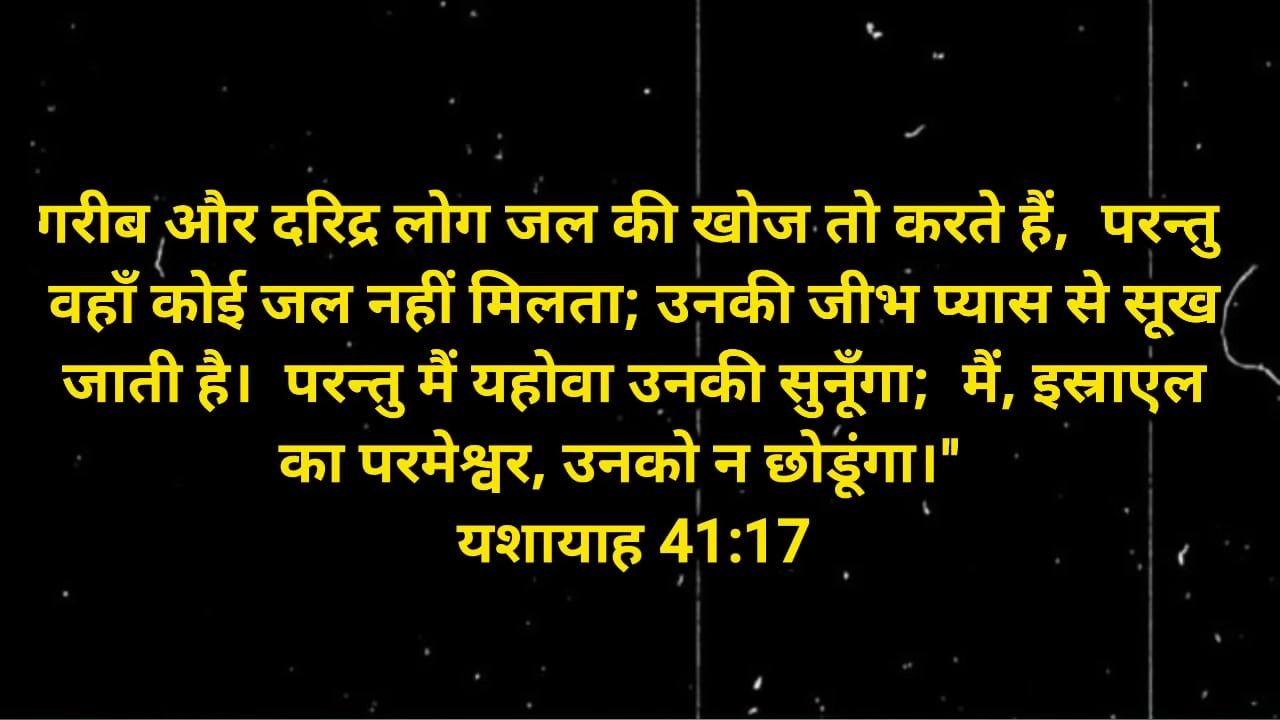 गरीब और दरिद्र लोग जल की खोज तो करते हैं,  परन्तु
वहाँ कोई जल नहीं मिलता; उनकी जीभ प्यास से सूख
जाती है।  परन्तु मैं यहोवा उनकी सुनूँगा;  मैं, इस्राएल
का परमेश्वर, उनको न छोडूंगा।"
यशायाह 41:17